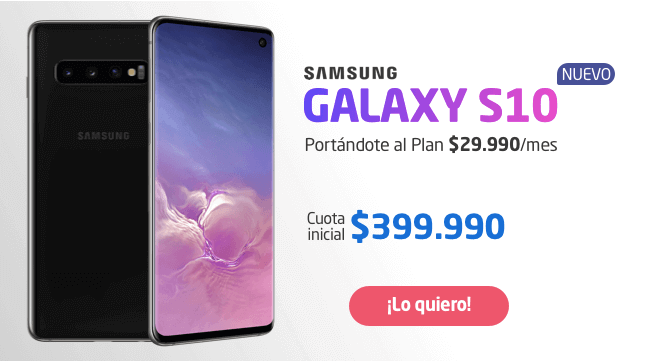 SAMSUNG
SAMSUNG
NUEVO
GALAXY S10
Portándote al Plan $29.990/mes
Cuota
inicial
$399.990
¡Lo quiero!